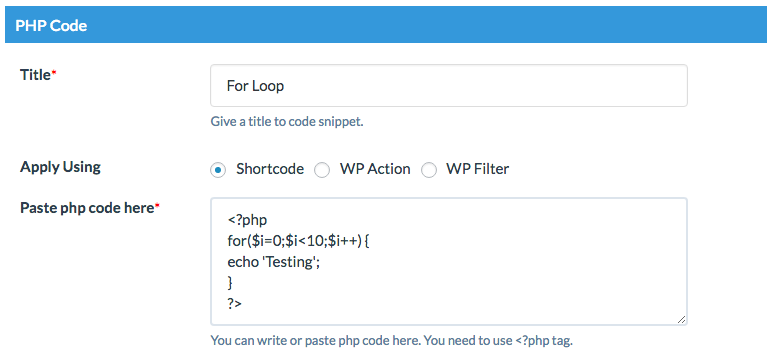 PHP Code
Title*
For Loop
Give a title to code snippet.
Apply Using
Shortcode WP Action WP Filter
Paste php code here*
<?php
for($i=0;$i<10;$i++){
echo 'Testing';
}
?>
You can write or paste php code here. You need to use <?php tag.